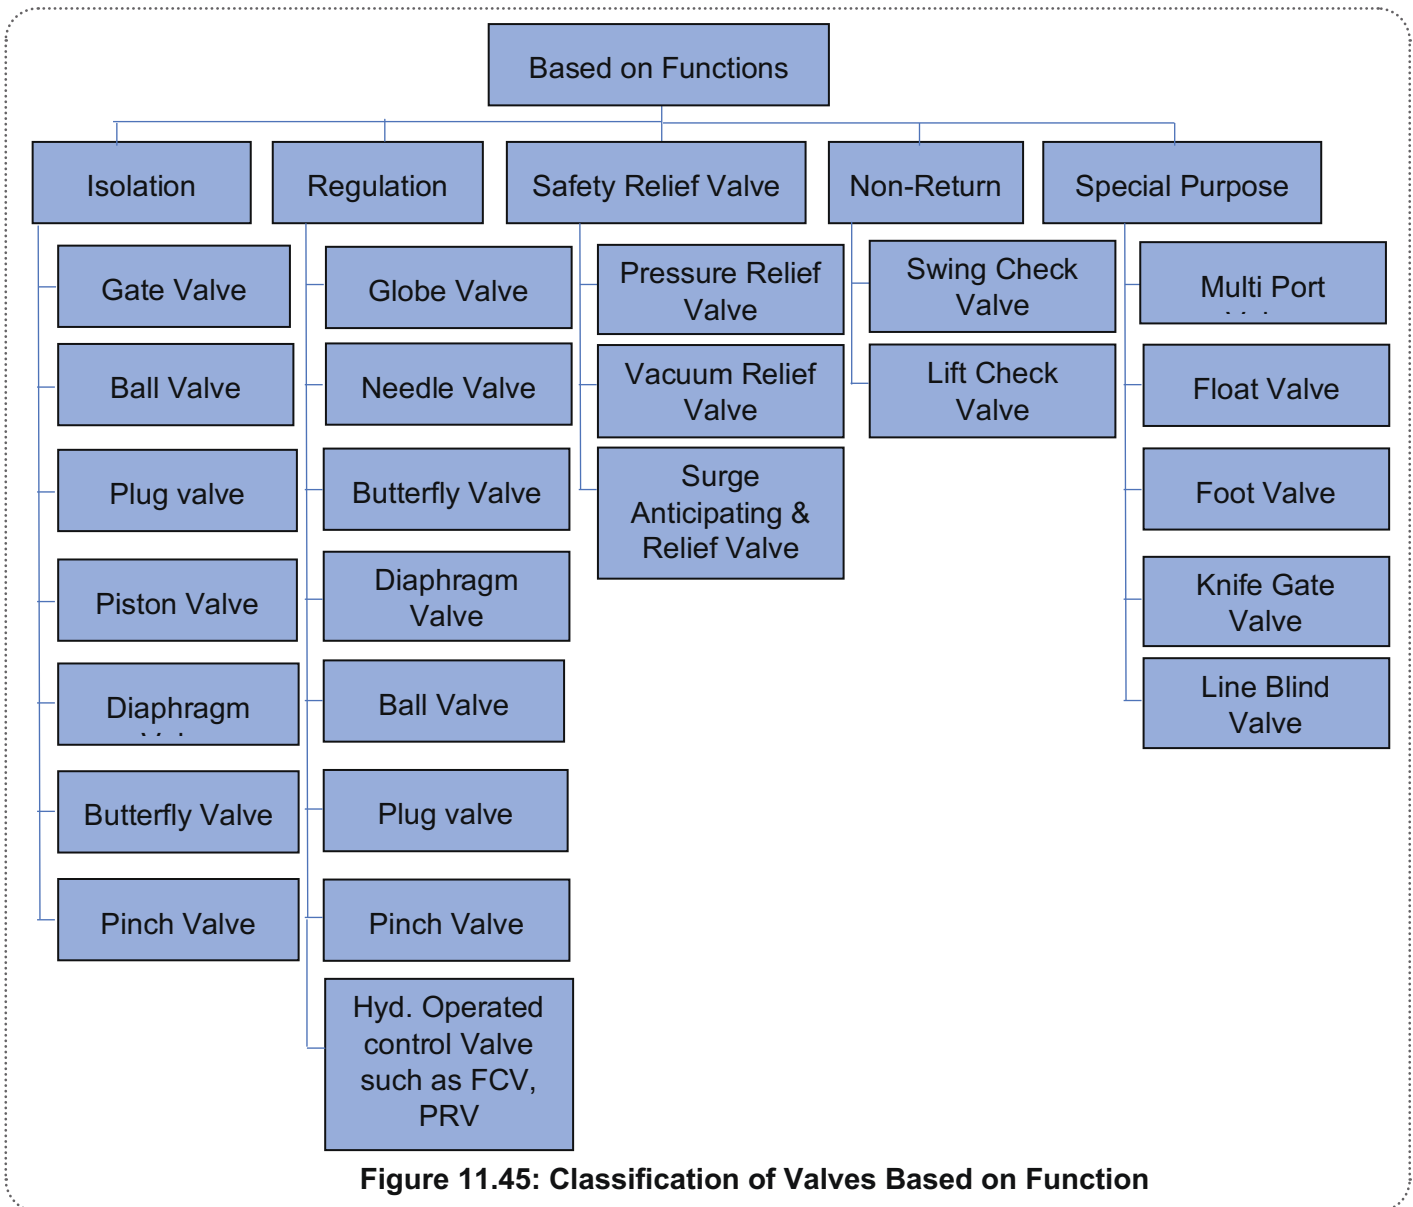 Based on Functions
Isolation
Regulation
Safety Relief Valve
Non-Return
Special Purpose
Gate Valve
Ball Valve
Plug valve
Piston Valve
Diaphragm
Butterfly Valve
Pinch Valve
Globe Valve
Needle Valve
Butterfly Valve
Diaphragm
Valve
Ball Valve
Plug valve
Pinch Valve
Hyd. Operated
control Valve
such as FCV,
PRV
Pressure Relief
Valve
Vacuum Relief
Valve
Surge
Anticipating &
Relief Valve
Swing Check
Valve
Lift Check
Valve
Multi Port
Float Valve
Foot Valve
Knife Gate
Valve
Line Blind
Valve
Figure 11.45: Classification of Valves Based on Function